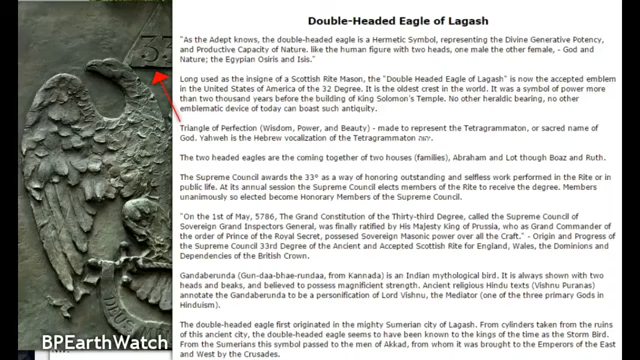 Double-Headed Eagle of Lagash
"As the Adept knows, the double-headed eagle is a Hermetic Symbol, representing the Divine Generative Potency,
and Productive Capacity of Nature. like the human figure with two heads, one male the other female, - God and
Nature; the Egyptian Osiris and Isis."
Long used as the insigne of a Scottish Rite Mason, the "Double Headed Eagle of Lagash" is now the accepted emblem
in the United States of America of the 32 Degree. It is the oldest crest in the world. It was a symbol of power more
than two thousand years before the building of King Solomon's Temple. No other heraldic bearing, no other
emblematic device of today can boast such antiquity.
Triangle of Perfection (Wisdom, Power, and Beauty) - made to represent the Tetragrammaton, or sacred name of
God. Yahweh is the Hebrew vocalization of the Tetragrammaton יהוה.
The two headed eagles are the coming together of two houses (families), Abraham and Lot though Boaz and Ruth.
The Supreme Council awards the 33° as a way of honoring outstanding and selfless work performed in the Rite or in
public life. At its annual session the Supreme Council elects members of the Rite to receive the degree. Members
unanimously so elected become Honorary Members of the Supreme Council.
"On the 1st of May, 5786, The Grand Constitution of the Thirty-third Degree, called the Supreme Council of
Sovereign Grand Inspectors General, was finally ratified by His Majesty King of Prussia, who as Grand Commander of
the order of Prince of the Royal Secret, possesed Sovereign Masonic power over all the Craft." - Origin and Progress of
the Supreme Council 33rd Degree of the Ancient and Accepted Scottish Rite for England, Wales, the Dominions and
Dependencies of the British Crown.
Gandaberunda (Gun-daa-bhae-rundaa, from Kannada) is an Indian mythological bird. It is always shown with two
heads and beaks, and believed to possess magnificent strength. Ancient religious Hindu texts (Vishnu Puranas)
annotate the Gandaberunda to be a personification of Lord Vishnu, the Mediator (one of the three primary Gods in
Hinduism).
The double-headed eagle first originated in the mighty Sumerian city of Lagash. From cylinders taken from the ruins
of this ancient city, the double-headed eagle seems to have been known to the kings of the time as the Storm Bird.
From the Sumerians this symbol passed to the men of Akkad, from whom it was brought to the Emperors of the East
and West by the Crusades.
33
BPEarthWatch